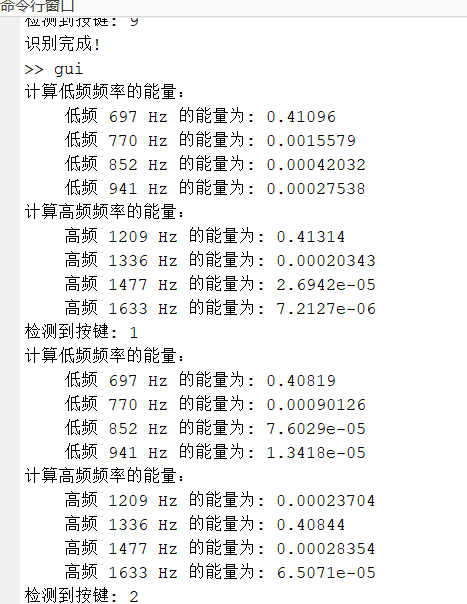 命令行窗口
检测到按键: 9
识别完成!
>> gui
计算低频频率的能量:
低频 697 Hz 的能量为: 0.41096
低频 770 Hz 的能量为: 0.0015579
低频 852 Hz 的能量为: 0.00042032
低频 941 Hz 的能量为: 0.00027538
计算高频频率的能量:
高频 1209 Hz 的能量为: 0.41314
高频 1336 Hz 的能量为: 0.00020343
高频 1477 Hz 的能量为: 2.6942e-05
高频 1633 Hz 的能量为: 7.2127e-06
检测到按键: 1
计算低频频率的能量:
低频 697 Hz 的能量为: 0.40819
低频 770 Hz 的能量为: 0.00090126
低频 852 Hz 的能量为: 7.6029e-05
低频 941 Hz 的能量为: 1.3418e-05
计算高频频率的能量:
高频 1209 Hz 的能量为: 0.00023704
高频 1336 Hz 的能量为: 0.40844
高频 1477 Hz 的能量为: 0.00028354
高频 1633 Hz 的能量为: 6.5071e-05
检测到按键: 2